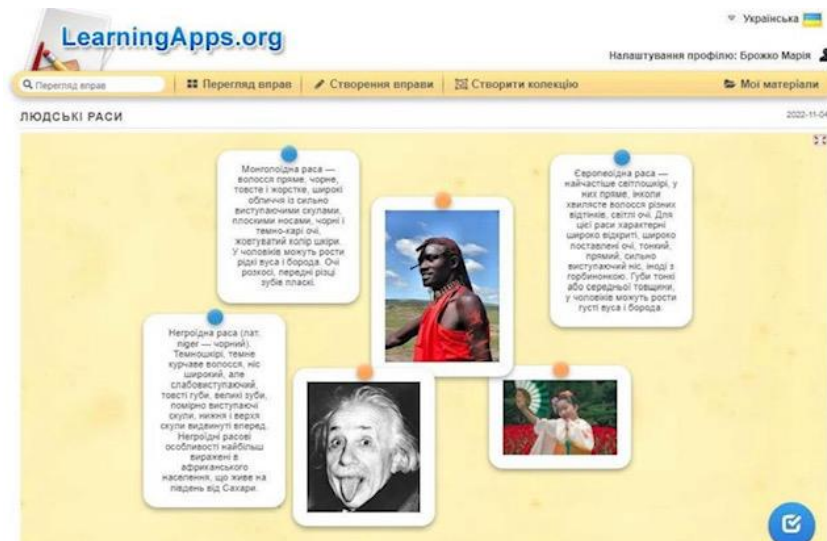 Українська
LearningApps.org
Налаштування профілю: Брожко Марія
Перегляд вправ
Перегляд вправ
Створення вправи
Створити колекцію
Мої матеріали
ЛЮДСЬКІ РАСИ
2022-11-04
Монголоїдна раса —
волосся пряме, чорне,
товсте і жорстке, широкі
обличчя із сильно
виступаючими скулами,
плоскими носами, чорні і
темно-карі очі,
жовтуватий колір шкіри.
У чоловіків можуть рости
рідкі вуса і борода. Очі
розкосі, передні різці
зубів пласкі.
Європеоїдна раса —
найчастіше світлошкірі, у
них пряме, інколи
хвилясте волосся різних
відтінків, світлі очі. Для
цієї раси характерні
широко відкриті, широко
поставлені очі, тонкий,
прямий, сильно
виступаючий ніс, іноді з
горбинонкою. Губи тонкі
або середньої товщини,
у чоловіків можуть рости
густі вуса і борода.
Негроїдна раса (лат.
niger — чорний).
Темношкірі, темне
курчаве волосся, ніс
широкий, але
слабовиступаючий,
товсті губи, великі зуби,
помірно виступаючі
скули, нижня і верхія
скули видвинуті вперед.
Негроїдні расові
особливості найбільш
виражені в
африканського
населення, що живе на
південь від Сахари.